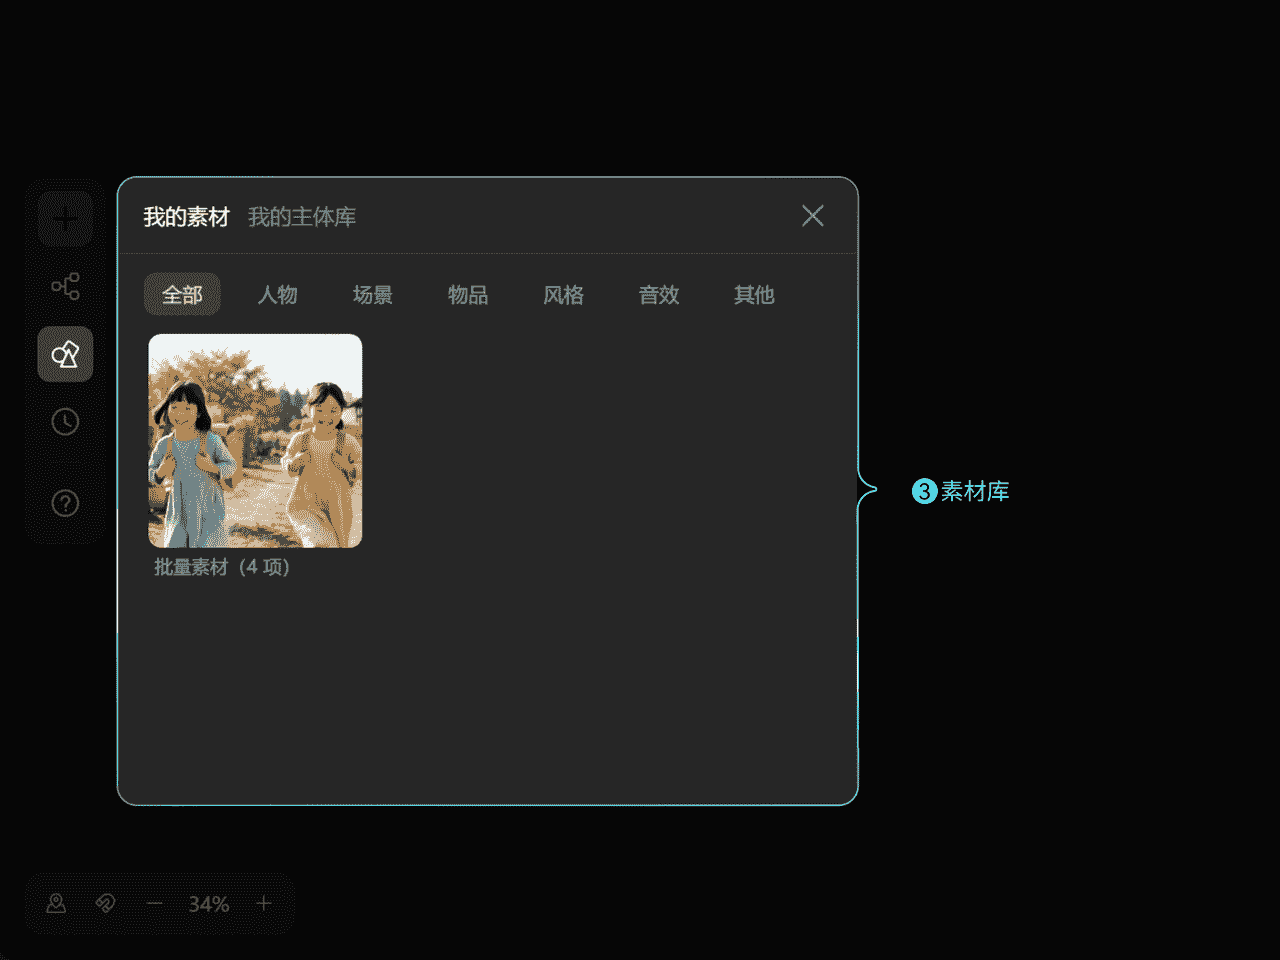 我的素材 我的主体库
全部 人物 场景 物品 风格 音效 其他
批量素材（4 项）
3 素材库
34%